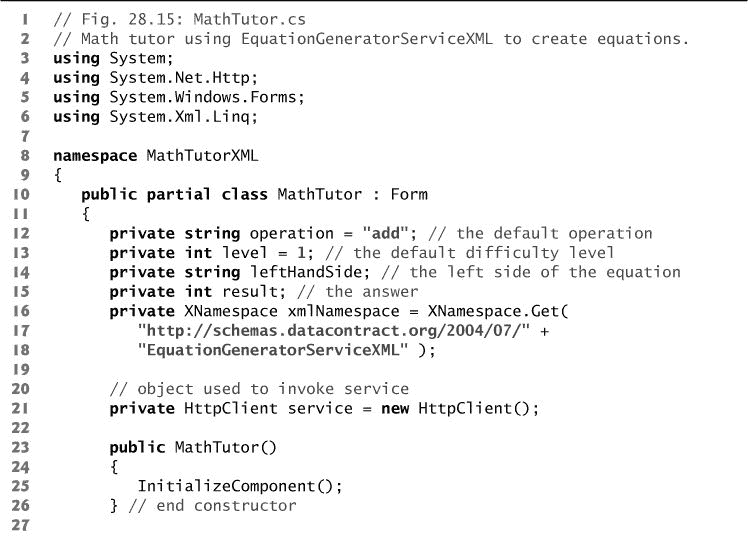 1 // Fig. 28.15: MathTutor.cs
2 // Math tutor using EquationGeneratorServiceXML to create equations.
3 using System;
4 using System.Net.Http;
5 using System.Windows.Forms;
6 using System.Xml.Linq;
7
8 namespace MathTutorXML
9 {
10    public partial class MathTutor : Form
11    {
12       private string operation = "add"; // the default operation
13       private int level = 1; // the default difficulty level
14       private string leftHandSide; // the left side of the equation
15       private int result; // the answer
16       private XNamespace xmlNamespace = XNamespace.Get(
17          "http://schemas.datacontract.org/2004/07/" +
18          "EquationGeneratorServiceXML" );
19
20       // object used to invoke service
21       private HttpClient service = new HttpClient();
22
23       public MathTutor()
24       {
25          InitializeComponent();
26       } // end constructor
27